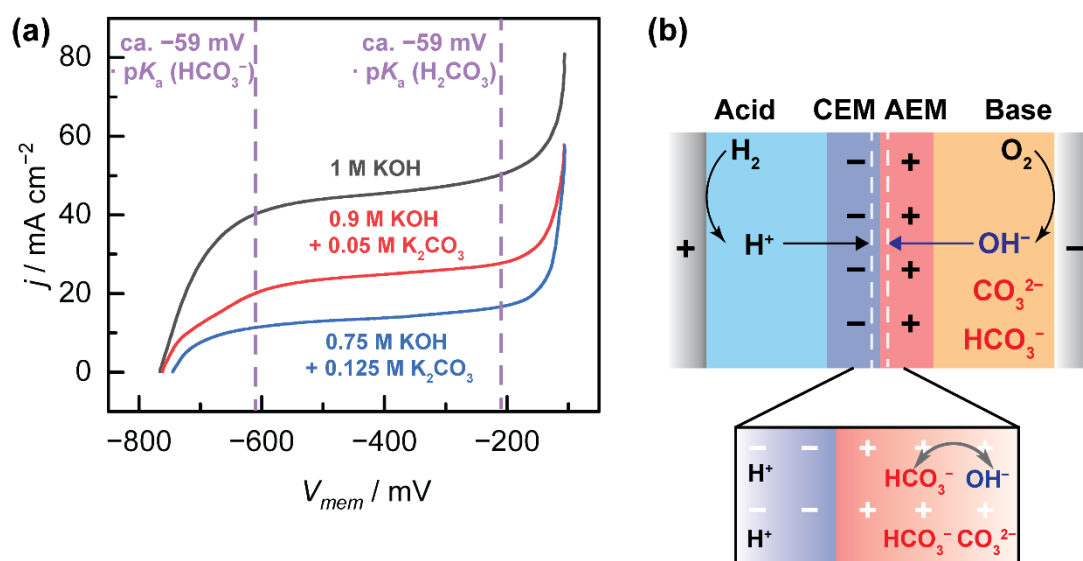 (a)
ca. −59 mV
· pKa (HCO3−)
ca. −59 mV
· pKa (H2CO3)
80
60
40
20
0
j / mA cm−2
1 M KOH
0.9 M KOH
+ 0.05 M K2CO3
0.75 M KOH
+ 0.125 M K2CO3
−800
−600
−400
−200
Vmem / mV
(b)
Acid CEM AEM Base
H2 O2
− +
− +
H+ OH−
+ −
− +
CO32−
− +
HCO3−
− − + + +
H+ HCO3− OH−
− − + + +
H+ HCO3− CO32−